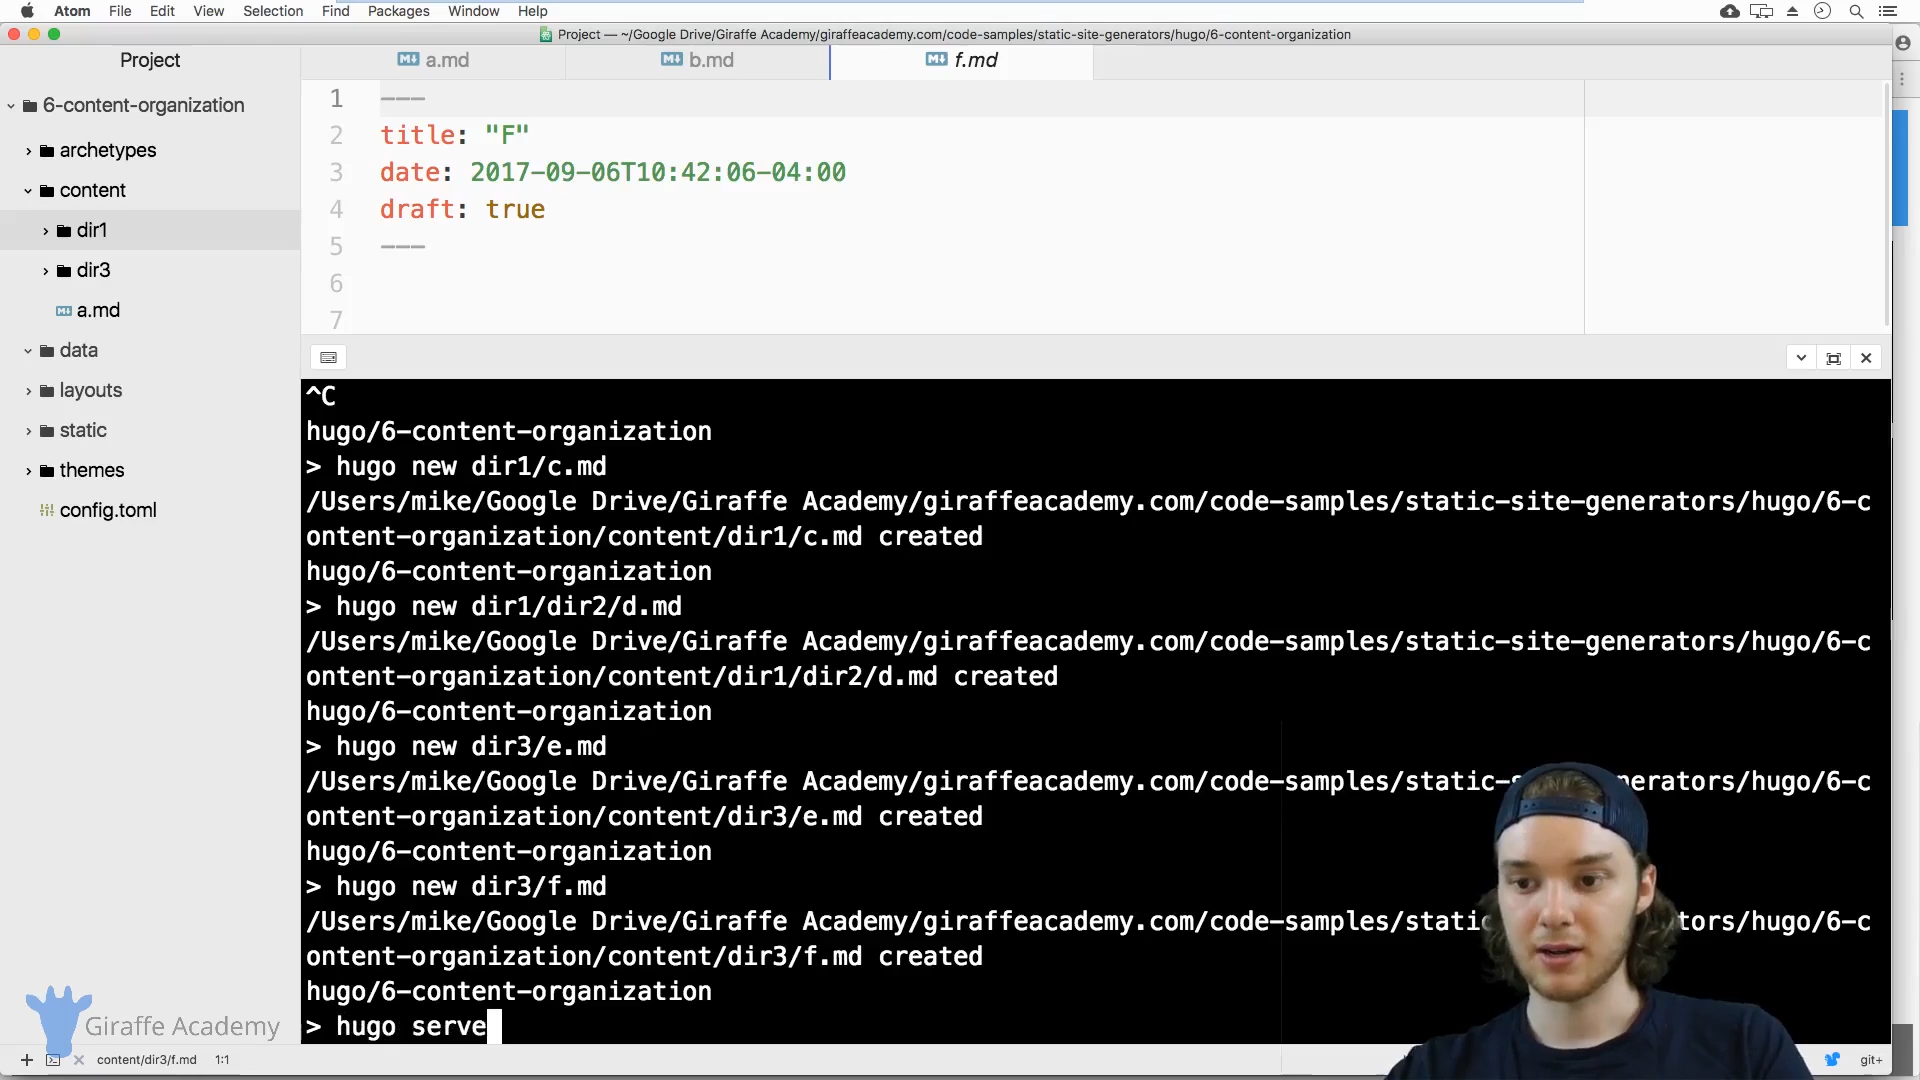 Atom File Edit View Selection Find Packages Window Help
Project — ~/Google Drive/Giraffe Academy/giraffeacademy.com/code-samples/static-site-generators/hugo/6-content-organization
Project
a.md
b.md
f.md
6-content-organization
archetypes
content
dir1
dir3
a.md
data
layouts
static
themes
config.toml
1 ---
2 title: "F"
3 date: 2017-09-06T10:42:06-04:00
4 draft: true
5 ---
6
7
^C
hugo/6-content-organization
> hugo new dir1/c.md
/Users/mike/Google Drive/Giraffe Academy/giraffeacademy.com/code-samples/static-site-generators/hugo/6-c
ontent-organization/content/dir1/c.md created
hugo/6-content-organization
> hugo new dir1/dir2/d.md
/Users/mike/Google Drive/Giraffe Academy/giraffeacademy.com/code-samples/static-site-generators/hugo/6-c
ontent-organization/content/dir1/dir2/d.md created
hugo/6-content-organization
> hugo new dir3/e.md
/Users/mike/Google Drive/Giraffe Academy/giraffeacademy.com/code-samples/static-s nerators/hugo/6-c
ontent-organization/content/dir3/e.md created
hugo/6-content-organization
> hugo new dir3/f.md
/Users/mike/Google Drive/Giraffe Academy/giraffeacademy.com/code-samples/static tors/hugo/6-c
ontent-organization/content/dir3/f.md created
hugo/6-content-organization
> hugo serve
Giraffe Academy
content/dir3/f.md 1:1
git+